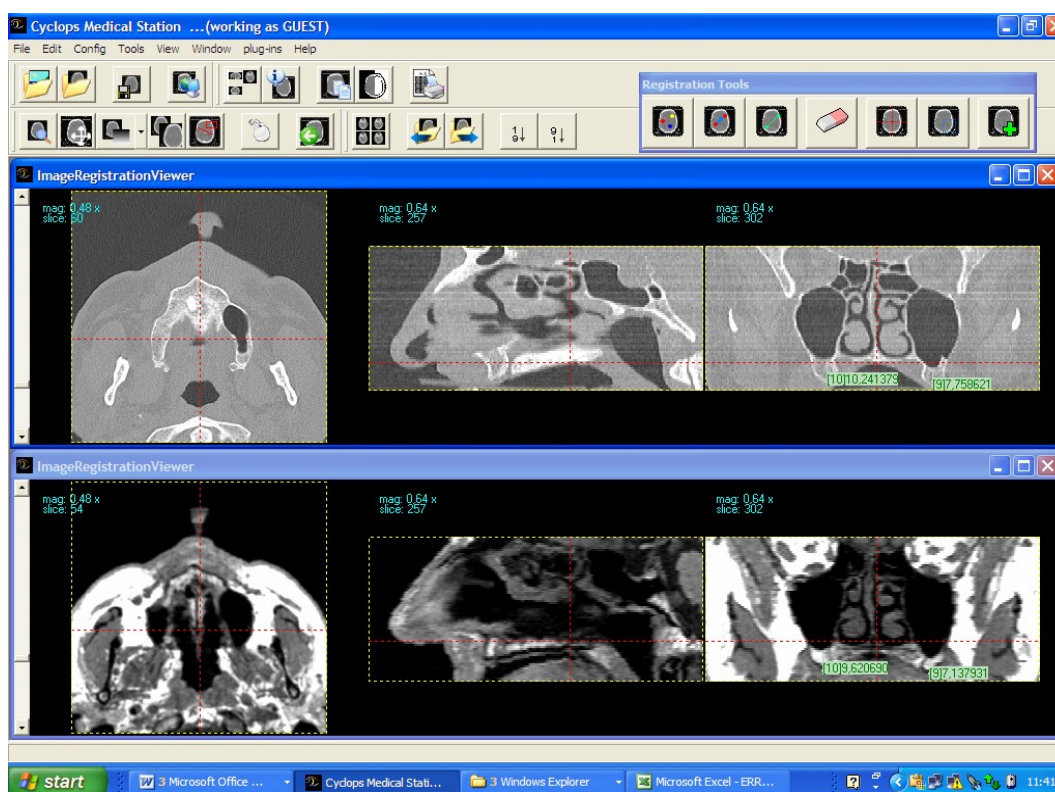 Cyclops Medical Station ...(working as GUEST)
File Edit Config Tools View Window plug-ins Help
Registration Tools
ImageRegistrationViewer
mag: 0,48 x
slice: 60
mag: 0,64 x
slice: 257
mag: 0,64 x
slice: 302
[10]10,241379
[9]7,758621
ImageRegistrationViewer
mag: 0,48 x
slice: 54
mag: 0,64 x
slice: 257
mag: 0,64 x
slice: 302
[10]9,620690
[9]7,137931
start
3 Microsoft Office ...
Cyclops Medical Stati...
3 Windows Explorer
Microsoft Excel - ERR...
11:41